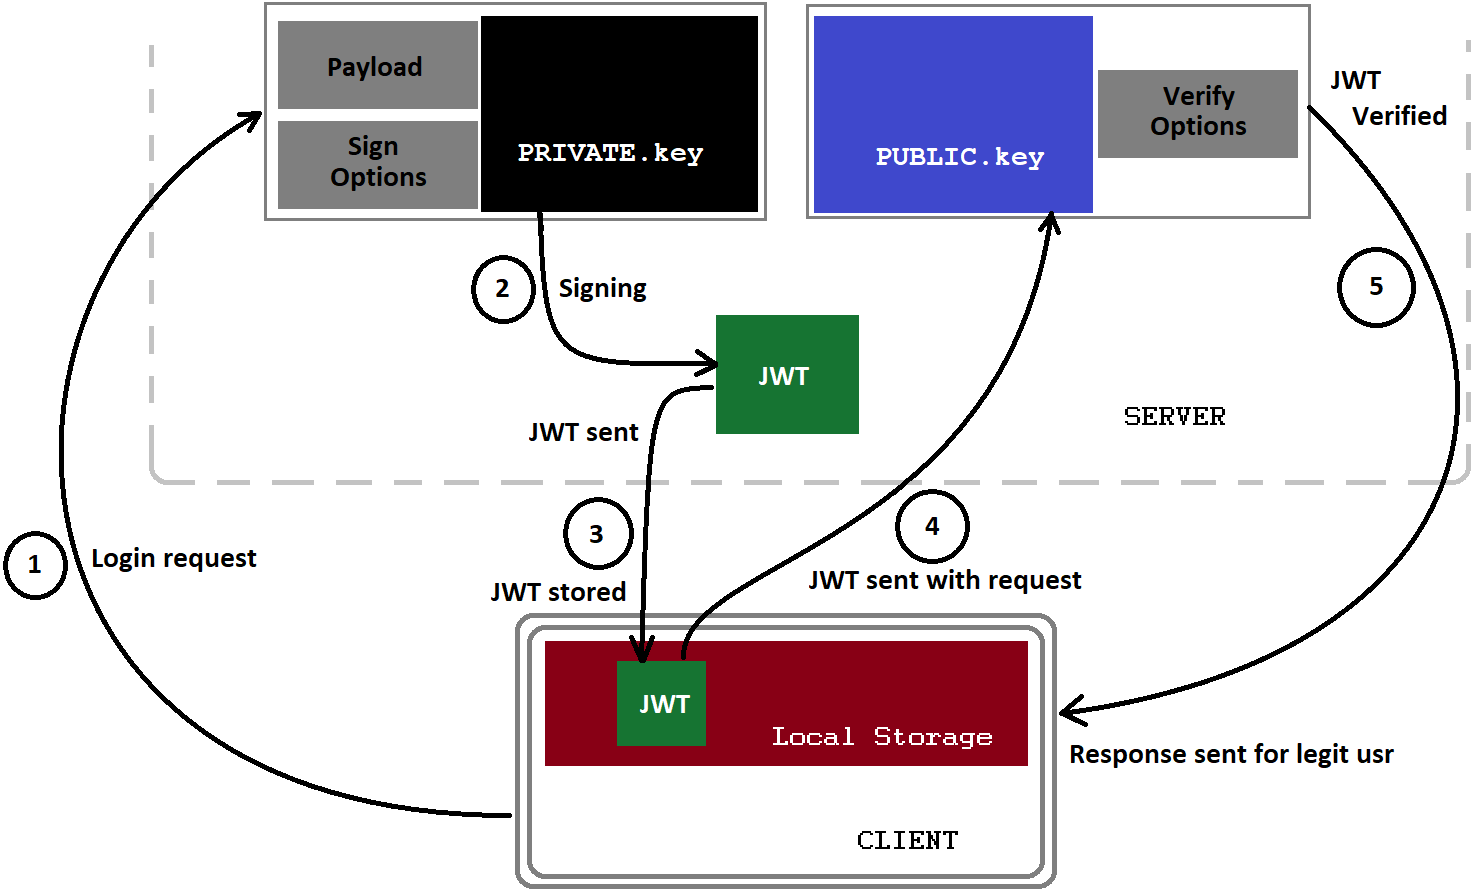 Payload
Sign
Options
PRIVATE.key
PUBLIC.key
Verify
Options
JWT
Verified
2
Signing
5
JWT
SERVER
JWT sent
3
4
1
Login request
JWT stored
JWT sent with request
JWT
Local Storage
Response sent for legit usr
CLIENT